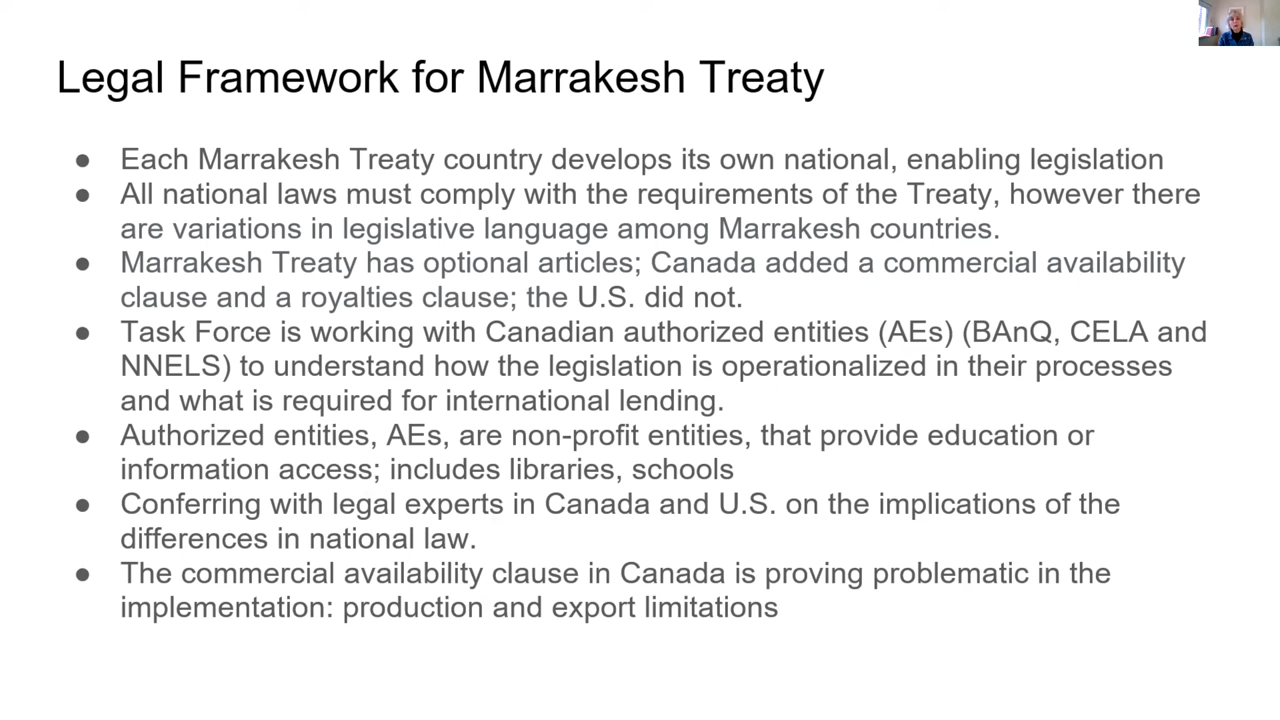 Legal Framework for Marrakesh Treaty
● Each Marrakesh Treaty country develops its own national, enabling legislation
● All national laws must comply with the requirements of the Treaty, however there
are variations in legislative language among Marrakesh countries.
● Marrakesh Treaty has optional articles; Canada added a commercial availability
clause and a royalties clause; the U.S. did not.
● Task Force is working with Canadian authorized entities (AEs) (BAnQ, CELA and
NNELS) to understand how the legislation is operationalized in their processes
and what is required for international lending.
● Authorized entities, AEs, are non-profit entities, that provide education or
information access; includes libraries, schools
● Conferring with legal experts in Canada and U.S. on the implications of the
differences in national law.
● The commercial availability clause in Canada is proving problematic in the
implementation: production and export limitations